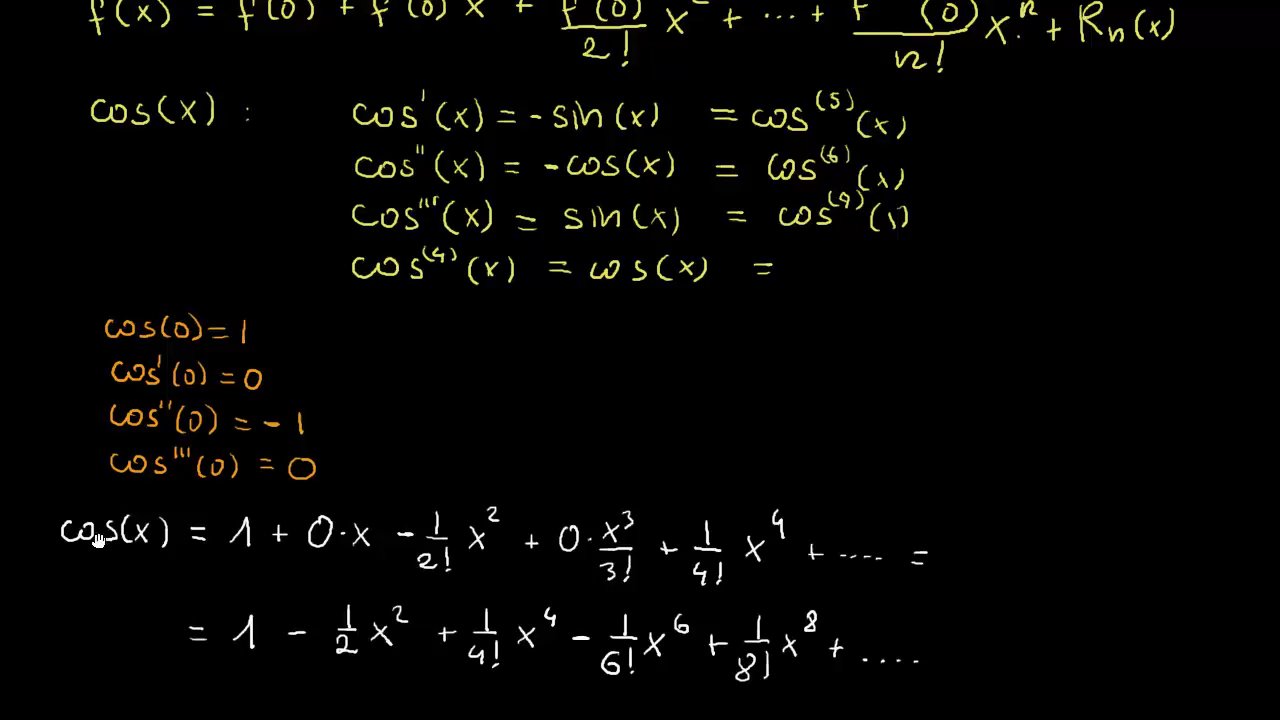 f(x) = f(0) + f'(0) x + f''(0)/2! x² + ... + f (0)/n! xⁿ + Rₙ(x)
cos(x) : cos'(x) = - sin(x) = cos⁽⁵⁾(x)
cos''(x) = - cos(x) = cos⁽⁶⁾(x)
cos'''(x) = sin(x) = cos (x)
cos⁽⁴⁾(x) = cos(x) =
cos(0) = 1
cos'(0) = 0
cos''(0) = - 1
cos'''(0) = 0
cos(x) = 1 + 0·x - 1/2! x² + 0· x³/3! + 1/4! x⁴ + .... =
= 1 - 1/2 x² + 1/4! x⁴ - 1/6! x⁶ + 1/8! x⁸ + ....